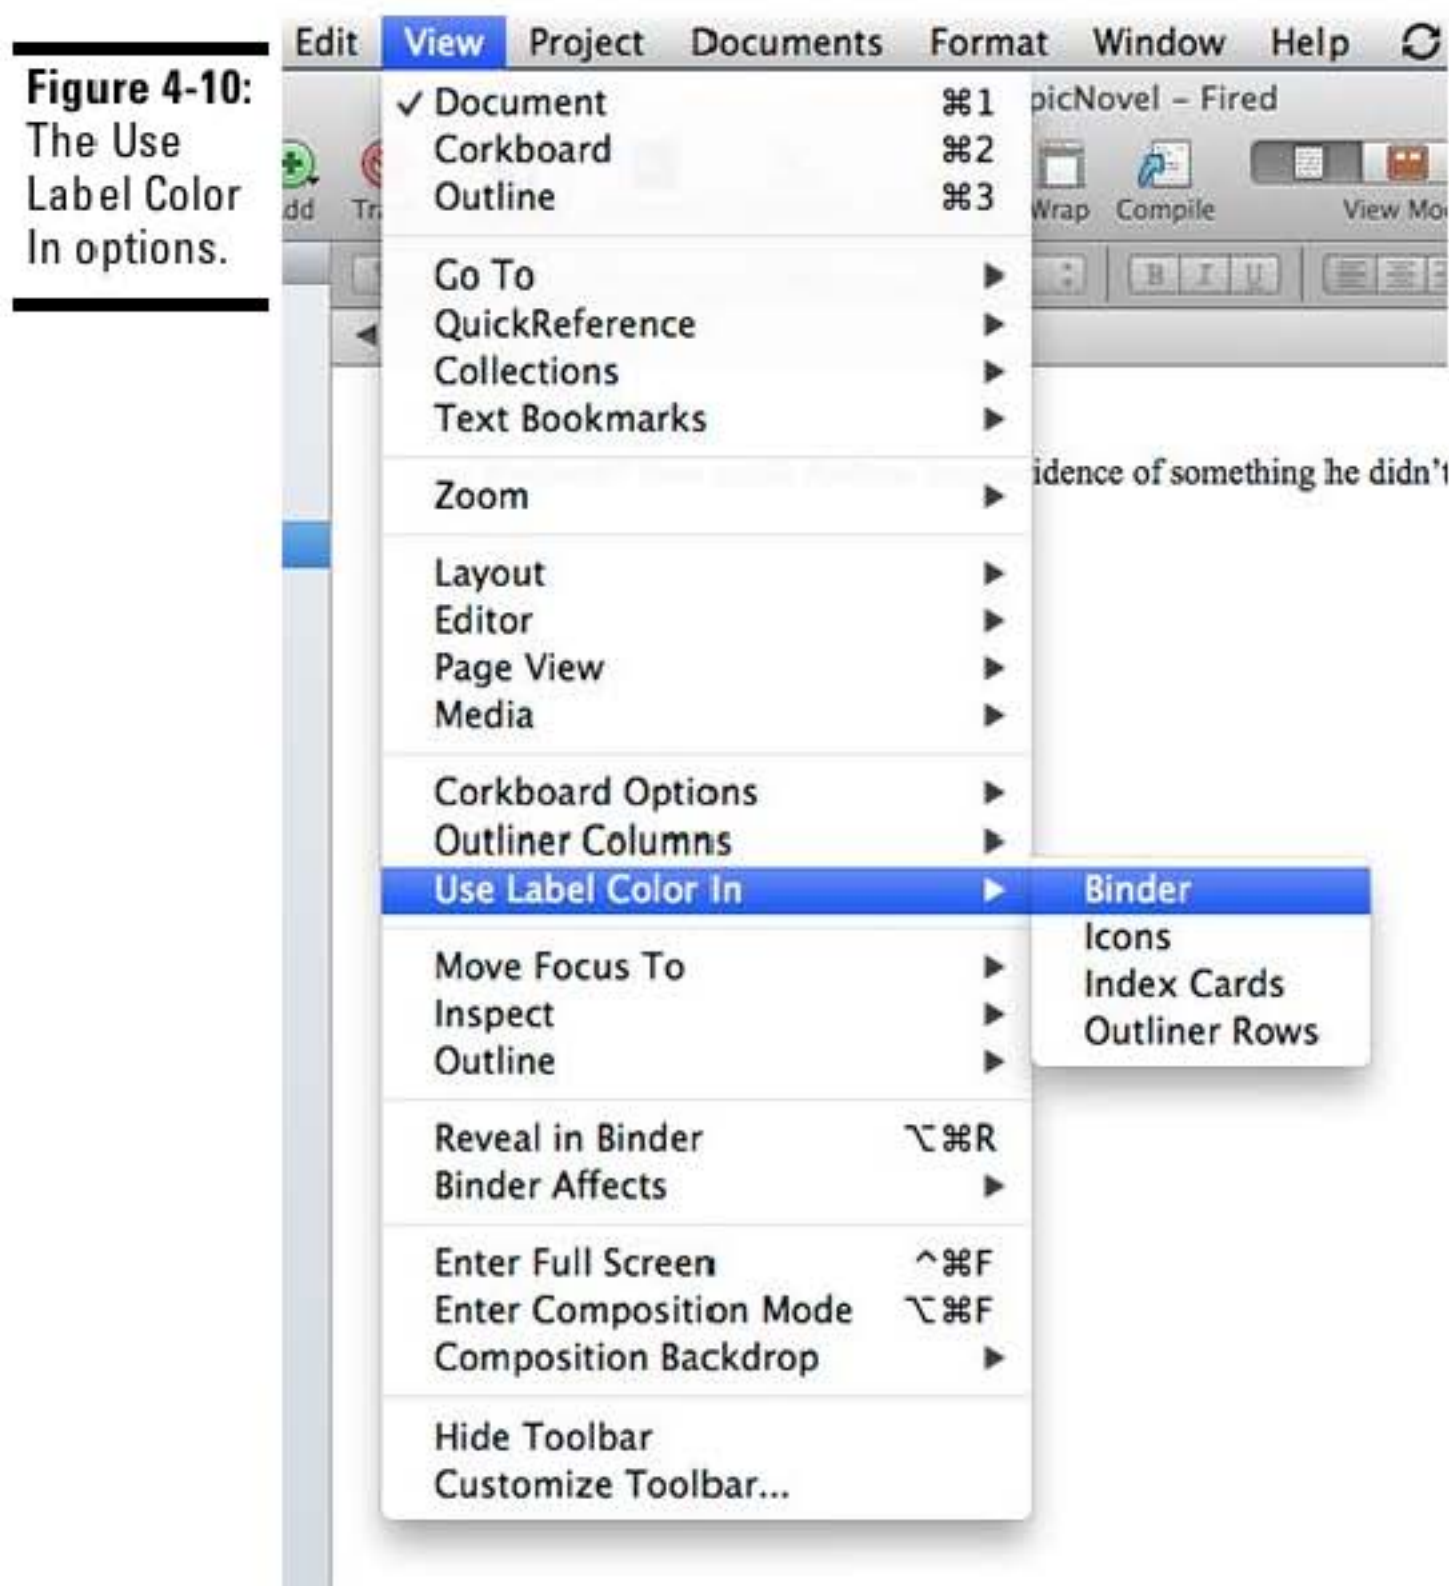 Figure 4-10:
The Use
Label Color
In options.
Edit View Project Documents Format Window Help
picNovel – Fired
Document ⌘1
Corkboard ⌘2
Outline ⌘3
Wrap Compile
Go To
B I U
QuickReference
Collections
Text Bookmarks
idence of something he didn't
Zoom
Layout
Editor
Page View
Media
Corkboard Options
Outliner Columns
Use Label Color In
Binder
Icons
Index Cards
Outliner Rows
Move Focus To
Inspect
Outline
Reveal in Binder ⌥⌘R
Binder Affects
Enter Full Screen ^⌘F
Enter Composition Mode ⌥⌘F
Composition Backdrop
Hide Toolbar
Customize Toolbar...